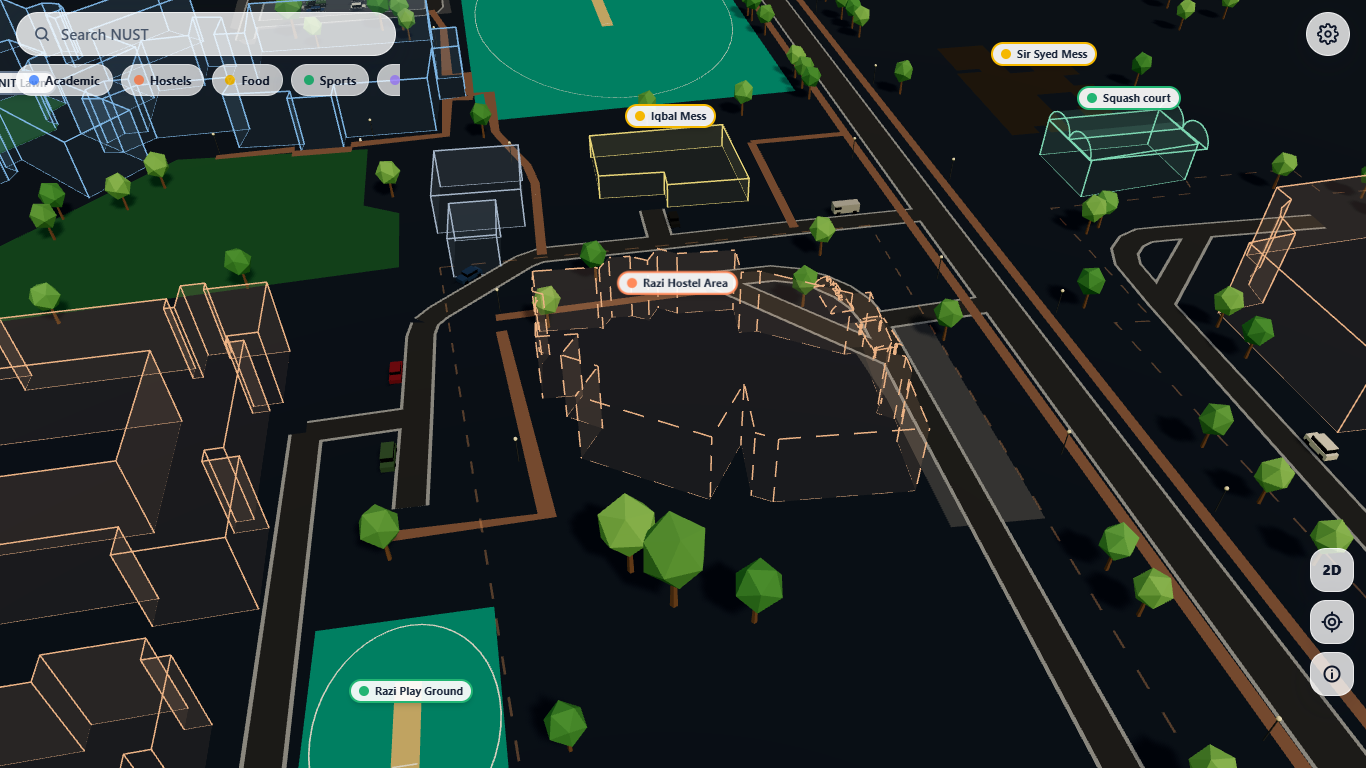 Search NUST
Academic
Hostels
Food
Sports
Sir Syed Mess
Squash court
Iqbal Mess
Razi Hostel Area
2D
Razi Play Ground